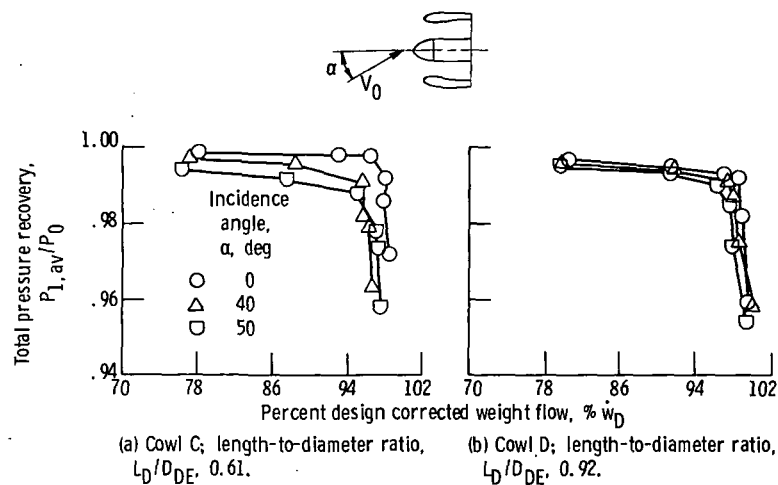 α
V0
Total pressure recovery,
P1, av/P0
1.00
.98
.96
.94
Incidence
angle,
α, deg
0
40
50
70
78
86
94
102
70
78
86
94
102
Percent design corrected weight flow, % ẇD
(a) Cowl C; length-to-diameter ratio,
LD/DDE, 0.61.
(b) Cowl D; length-to-diameter ratio,
LD/DDE, 0.92.